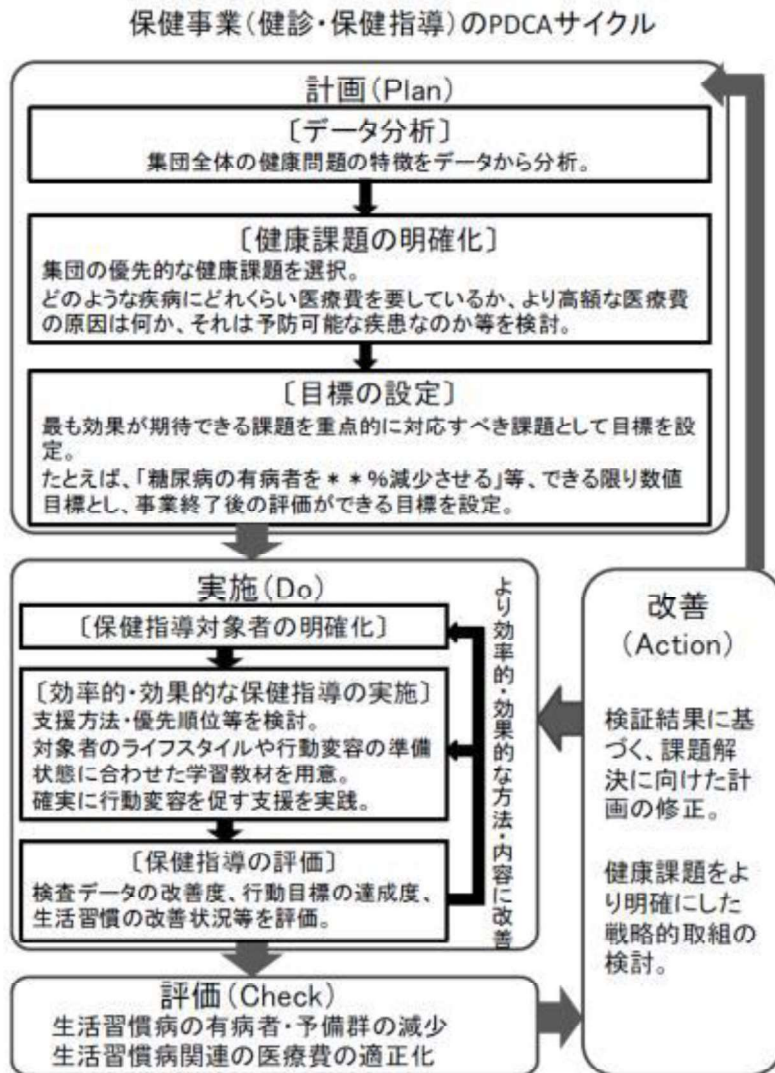 保健事業(健診・保健指導)のPDCAサイクル
計画(Plan)
〔データ分析〕
集団全体の健康問題の特徴をデータから分析。
〔健康課題の明確化〕
集団の優先的な健康課題を選択。
どのような疾病にどれくらい医療費を要しているか、より高額な医療費
の原因は何か、それは予防可能な疾患なのか等を検討。
〔目標の設定〕
最も効果が期待できる課題を重点的に対応すべき課題として目標を設
定。
たとえば、「糖尿病の有病者を**%減少させる」等、できる限り数値
目標とし、事業終了後の評価ができる目標を設定。
実施(Do)
〔保健指導対象者の明確化〕
〔効率的・効果的な保健指導の実施〕
支援方法・優先順位等を検討。
対象者のライフスタイルや行動変容の準備
状態に合わせた学習教材を用意。
確実に行動変容を促す支援を実践。
〔保健指導の評価〕
検査データの改善度、行動目標の達成度、
生活習慣の改善状況等を評価。
より効率的・効果的な方法・内容に改善
評価(Check)
生活習慣病の有病者・予備群の減少
生活習慣病関連の医療費の適正化
改善
(Action)
検証結果に基
づく、課題解
決に向けた計
画の修正。
健康課題をよ
り明確にした
戦略的取組の
検討。